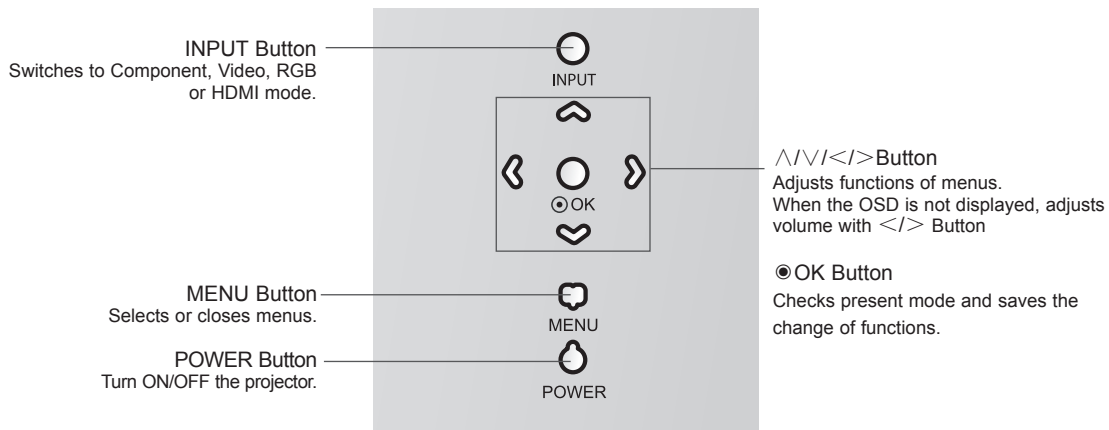 INPUT Button
Switches to Component, Video, RGB
or HDMI mode.
INPUT
⦿OK
∧/∨/</>Button
Adjusts functions of menus.
When the OSD is not displayed, adjusts
volume with </> Button
⦿OK Button
Checks present mode and saves the
change of functions.
MENU Button
Selects or closes menus.
MENU
POWER Button
Turn ON/OFF the projector.
POWER